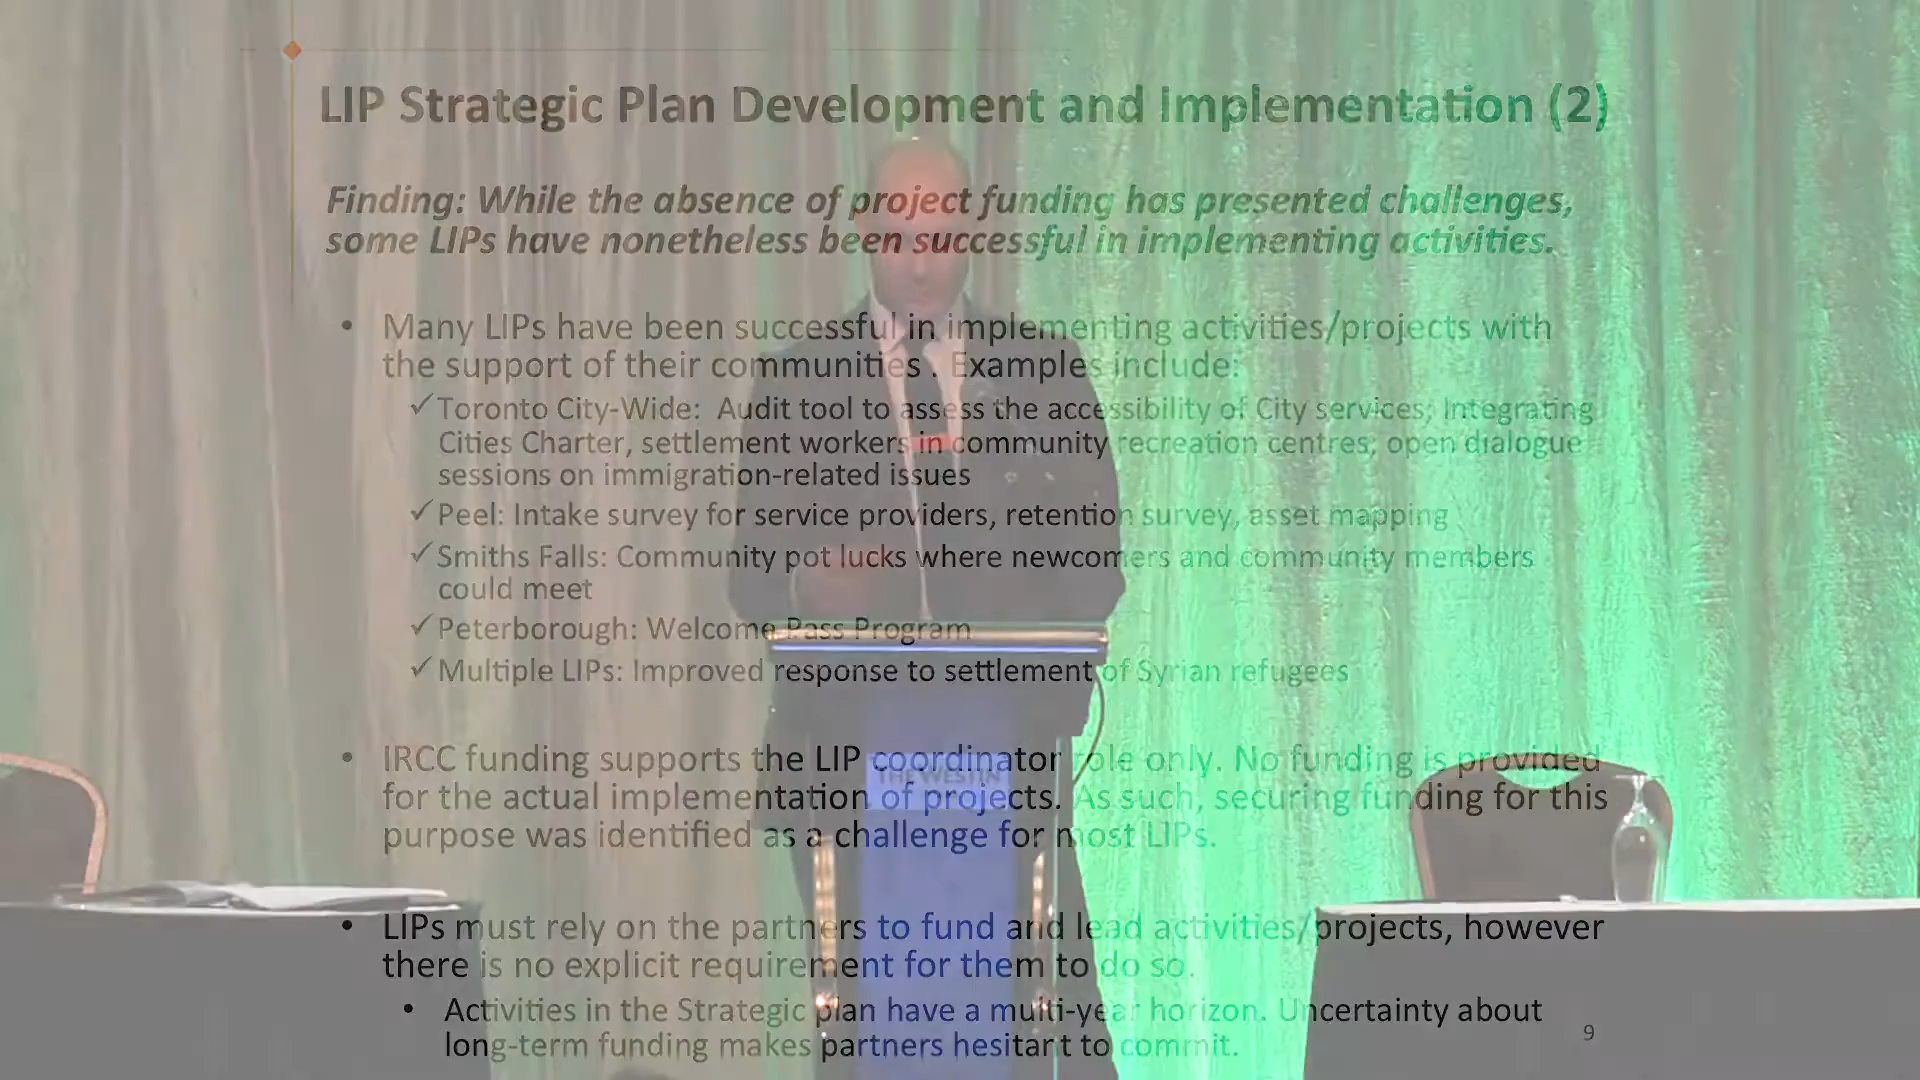 LIP Strategic Plan Development and Implementation (2)
Finding: While the absence of project funding has presented challenges,
some LIPs have nonetheless been successful in implementing activities.
• Many LIPs have been successful in implementing activities/projects with
the support of their communities . Examples include:
✓Toronto City-Wide:  Audit tool to assess the accessibility of City services; Integrating
Cities Charter, settlement workers in community recreation centres; open dialogue
sessions on immigration-related issues
✓Peel: Intake survey for service providers, retention survey, asset mapping
✓Smiths Falls: Community pot lucks where newcomers and community members
could meet
✓Peterborough: Welcome Pass Program
✓Multiple LIPs: Improved response to settlement of Syrian refugees
• IRCC funding supports the LIP coordinator role only. No funding is provided
for the actual implementation of projects. As such, securing funding for this
purpose was identified as a challenge for most LIPs.
THE WESTIN
• LIPs must rely on the partners to fund and lead activities/projects, however
there is no explicit requirement for them to do so.
• Activities in the Strategic plan have a multi-year horizon. Uncertainty about
long-term funding makes partners hesitant to commit.
9